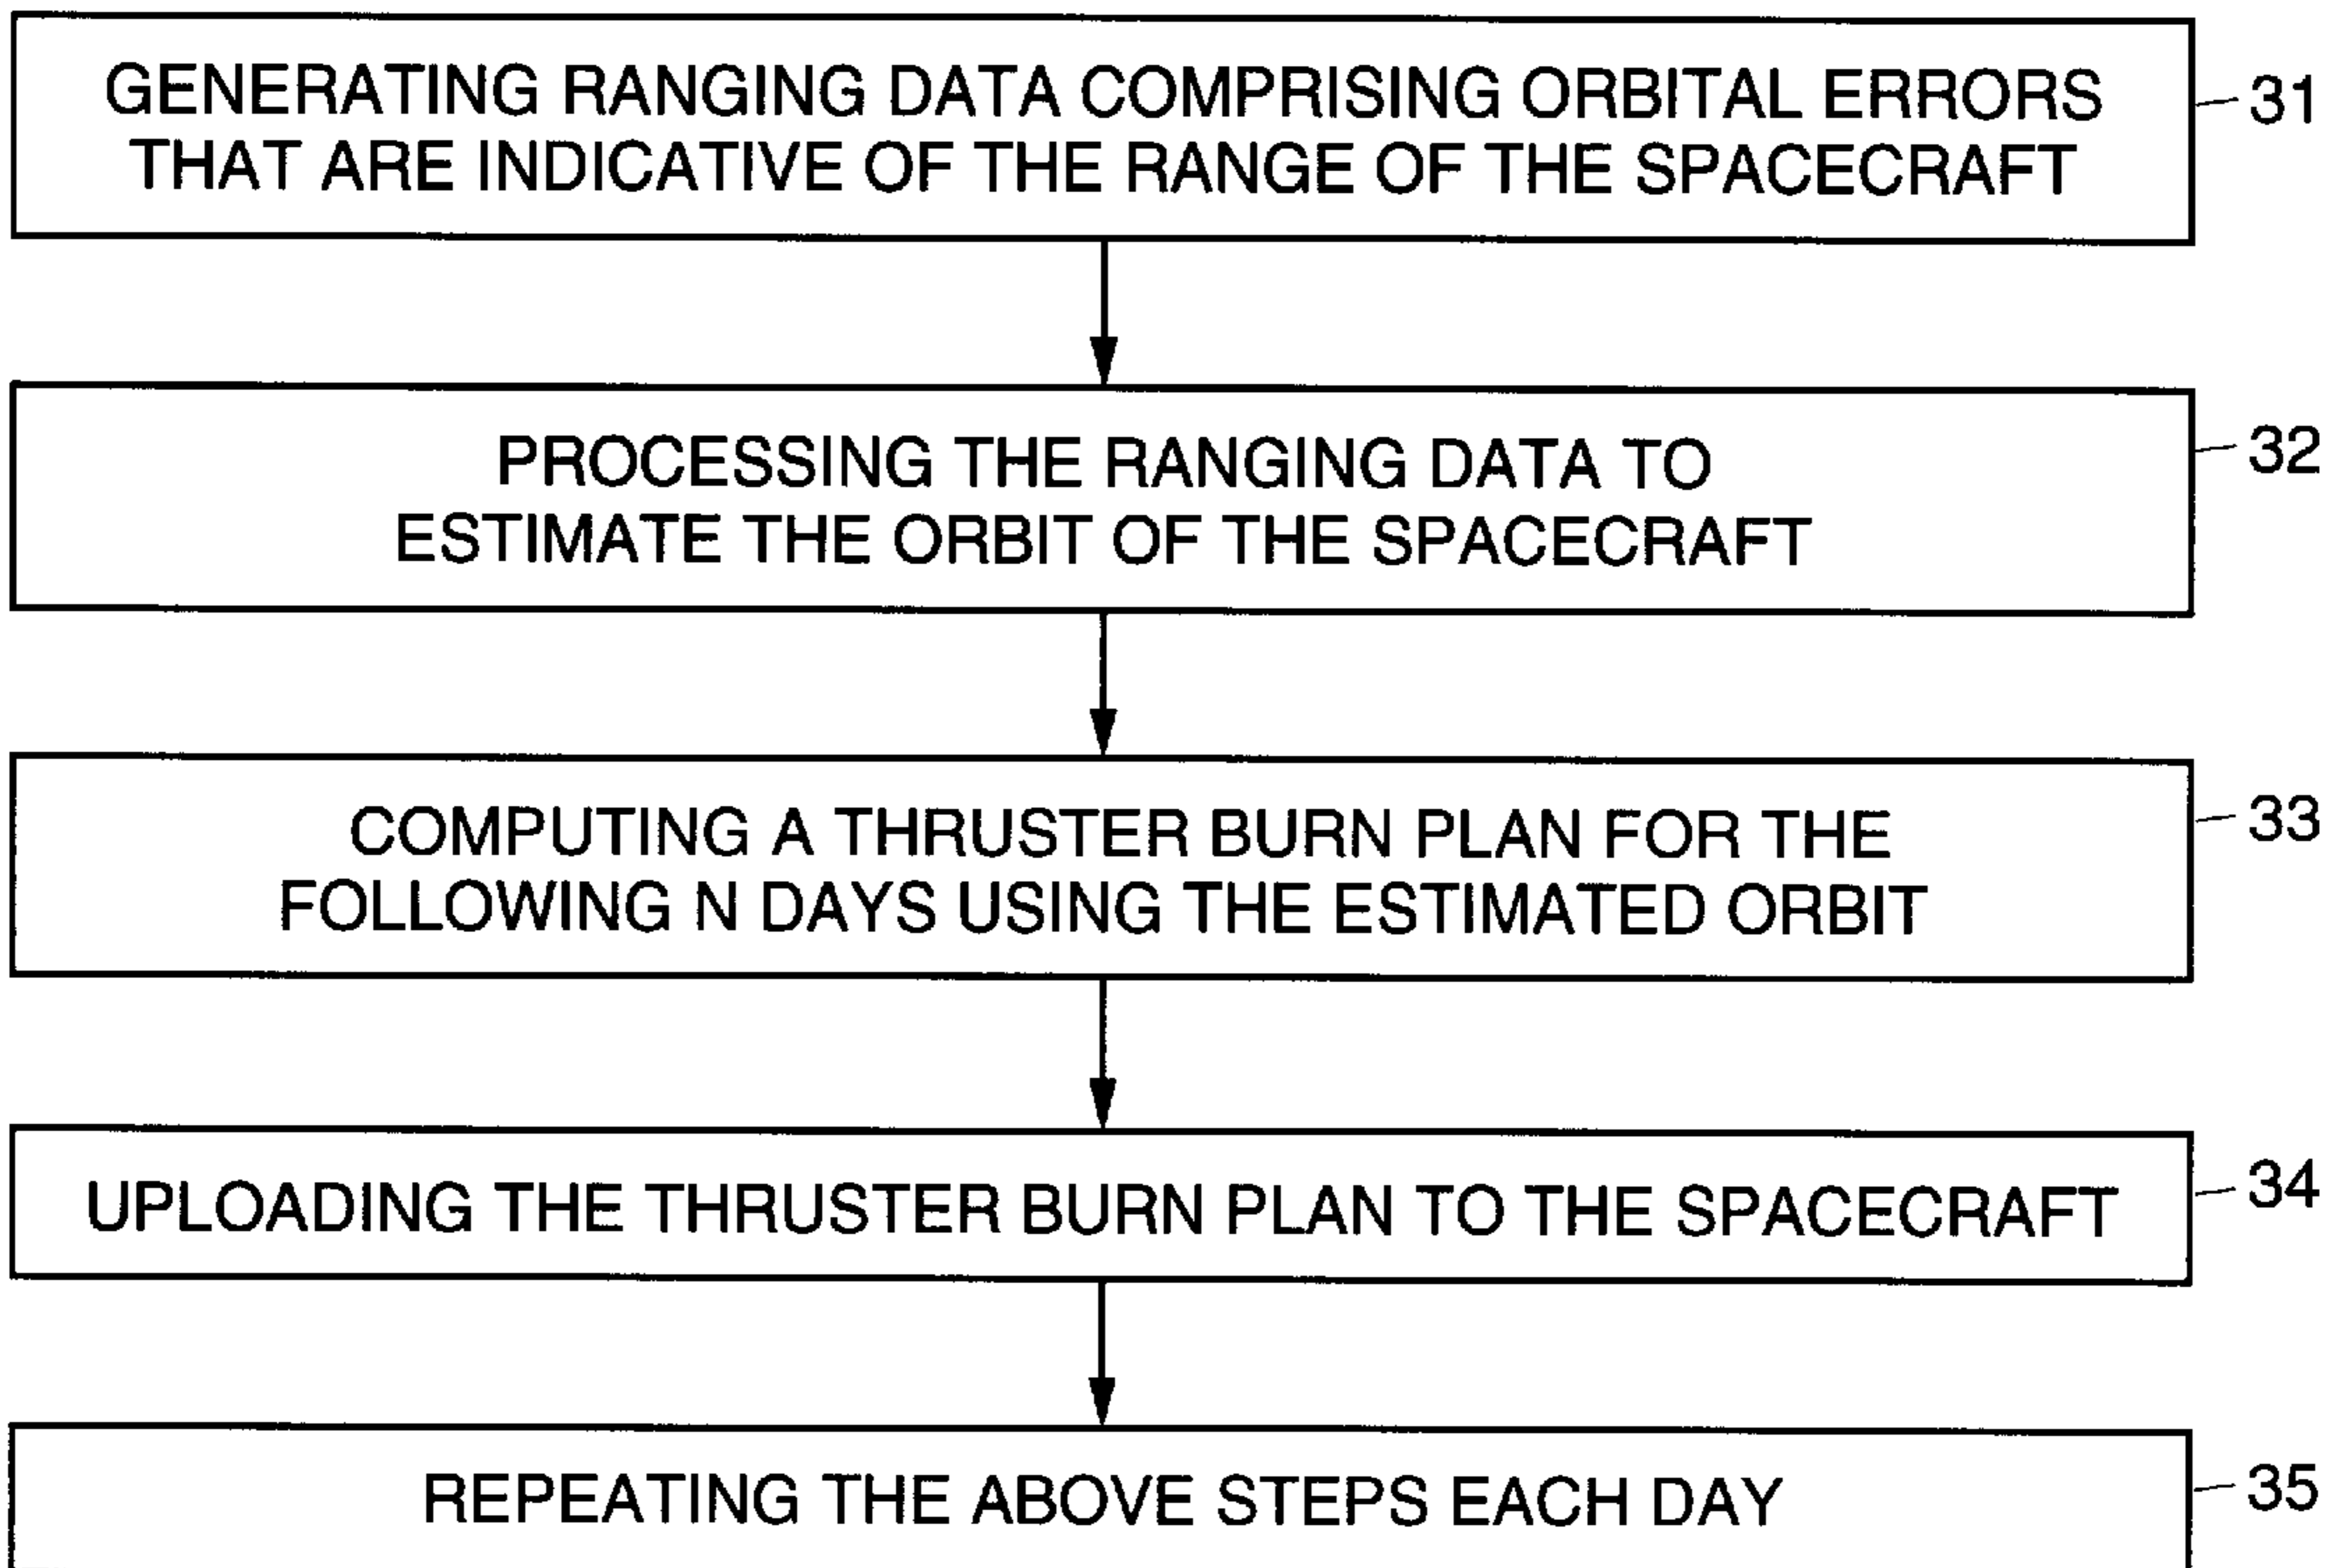 GENERATING RANGING DATA COMPRISING ORBITAL ERRORS
THAT ARE INDICATIVE OF THE RANGE OF THE SPACECRAFT
31
PROCESSING THE RANGING DATA TO
ESTIMATE THE ORBIT OF THE SPACECRAFT
32
COMPUTING A THRUSTER BURN PLAN FOR THE
FOLLOWING N DAYS USING THE ESTIMATED ORBIT
33
UPLOADING THE THRUSTER BURN PLAN TO THE SPACECRAFT
34
REPEATING THE ABOVE STEPS EACH DAY
35